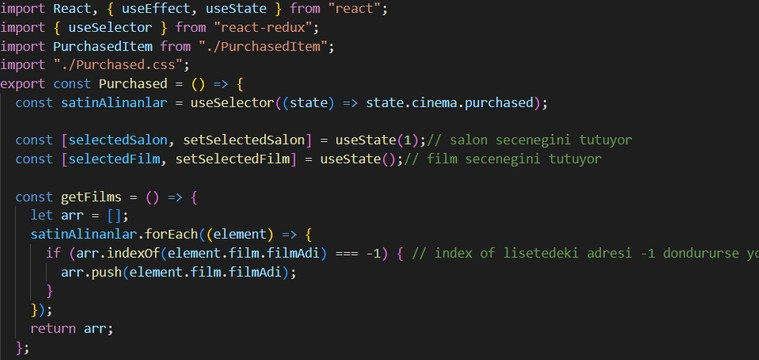 import React, { useEffect, useState } from "react";
import { useSelector } from "react-redux";
import PurchasedItem from "./PurchasedItem";
import "./Purchased.css";
export const Purchased = () => {
const satinAlinanlar = useSelector((state) => state.cinema.purchased);
const [selectedSalon, setSelectedSalon] = useState(1);// salon secenegini tutuyor
const [selectedFilm, setSelectedFilm] = useState();// film secenegini tutuyor
const getFilms = () => {
let arr = [];
satinAlinanlar.forEach((element) => {
if (arr.indexOf(element.film.filmAdi) === -1) { // index of lisetedeki adresi -1 dondururse
arr.push(element.film.filmAdi);
}
});
return arr;
};